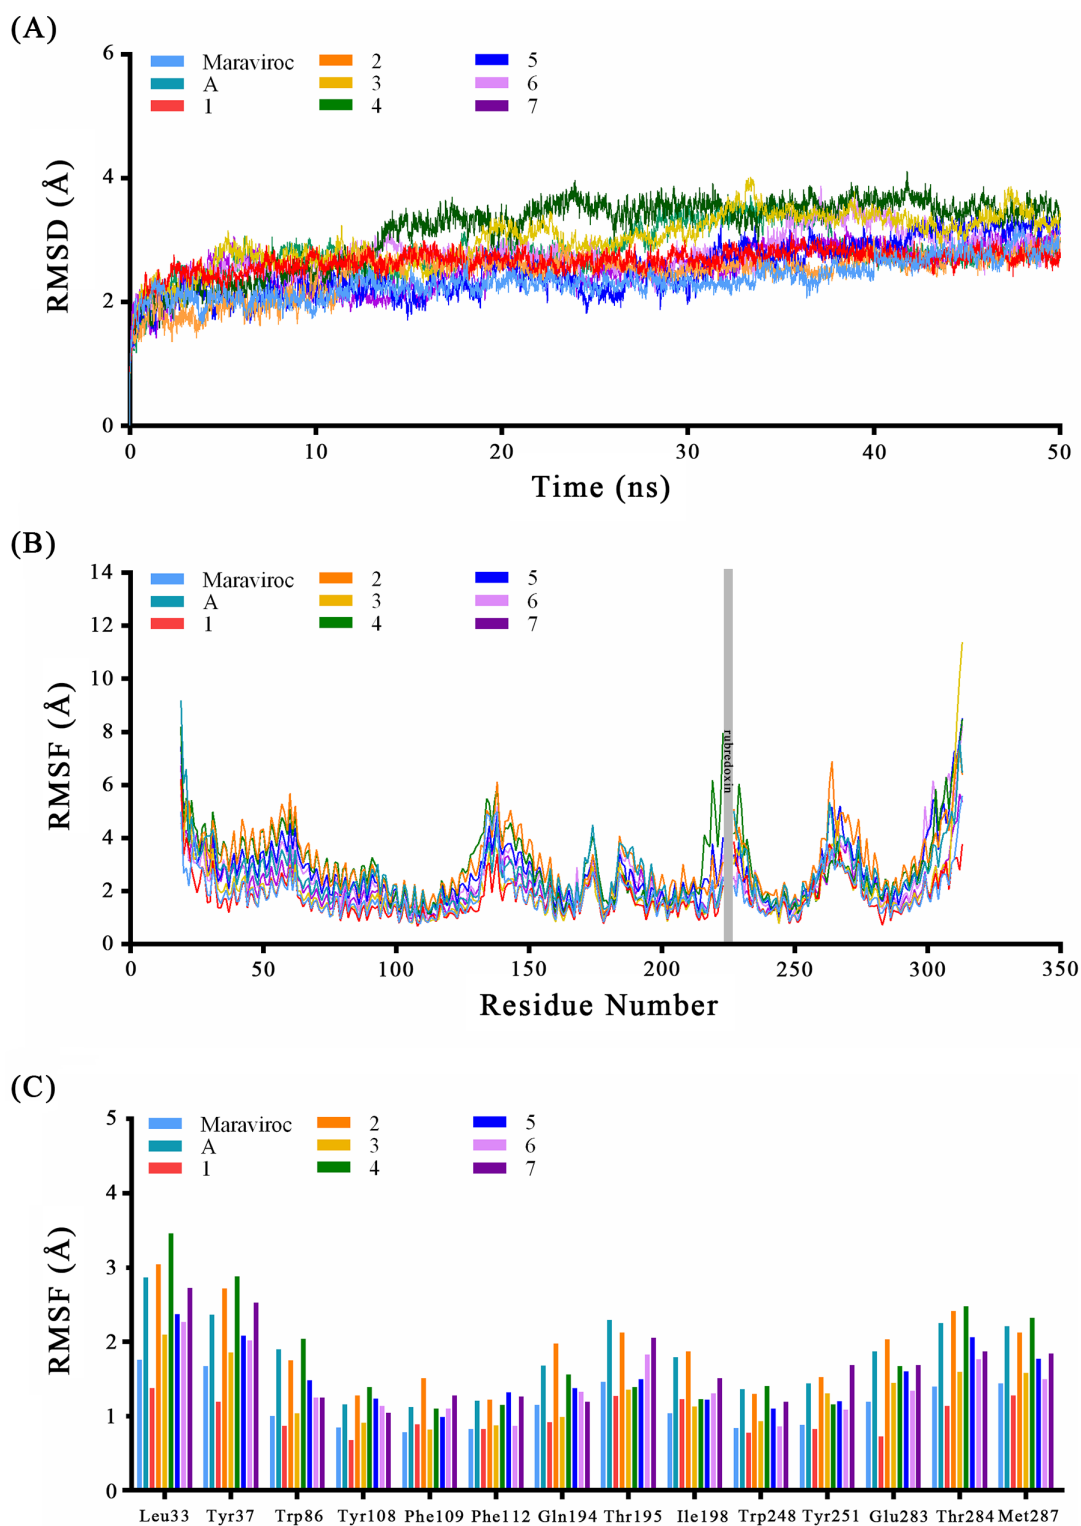 (A)
6
4
2
0
RMSD (Å)
Maraviroc
A
1
2
3
4
5
6
7
0 10 20 30 40 50
Time (ns)
(B)
14
12
10
8
6
4
2
0
RMSF (Å)
Maraviroc
A
1
2
3
4
5
6
7
rubredoxin
0 50 100 150 200 250 300 350
Residue Number
(C)
5
4
3
2
1
0
RMSF (Å)
Maraviroc
A
1
2
3
4
5
6
7
Leu33 Tyr37 Trp86 Tyr108 Phe109 Phe112 Gln194 Thr195 Ile198 Trp248 Tyr251 Glu283 Thr284 Met287